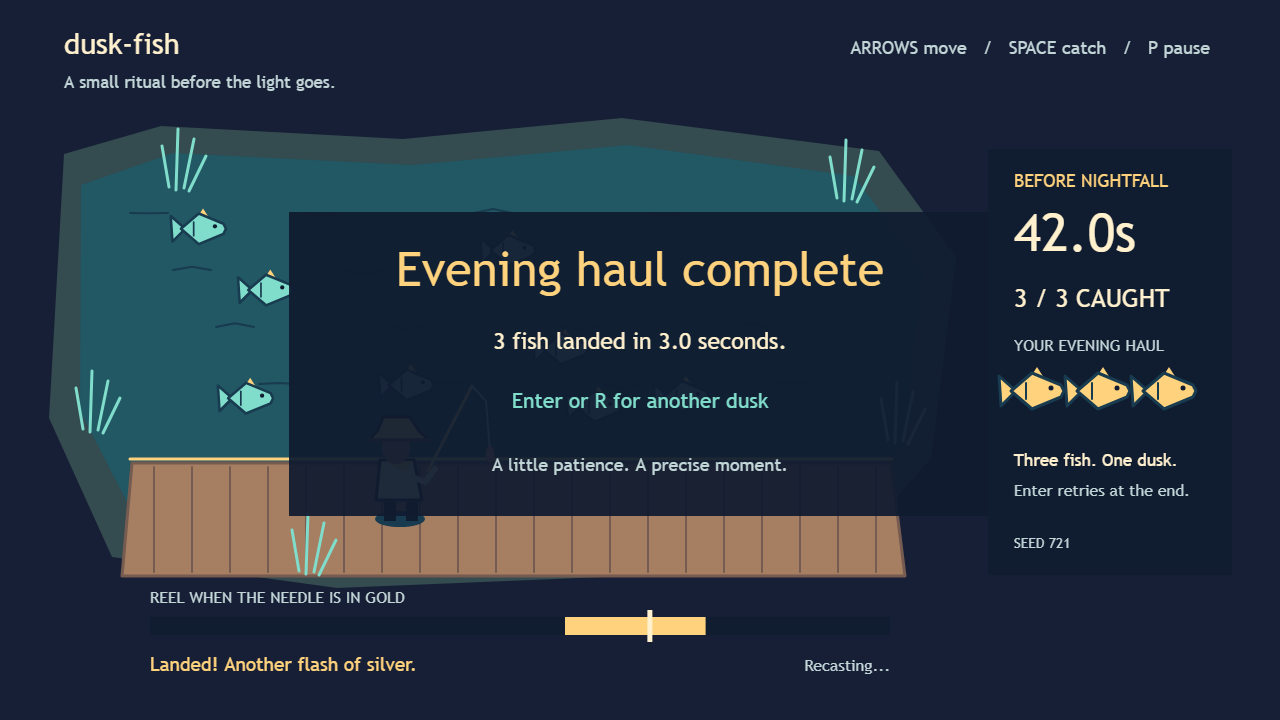 dusk-fish
A small ritual before the light goes.
ARROWS move / SPACE catch / P pause
BEFORE NIGHTFALL
42.0s
3 / 3 CAUGHT
YOUR EVENING HAUL
Three fish. One dusk.
Enter retries at the end.
SEED 721
Evening haul complete
3 fish landed in 3.0 seconds.
Enter or R for another dusk
A little patience. A precise moment.
REEL WHEN THE NEEDLE IS IN GOLD
Landed! Another flash of silver.
Recasting...